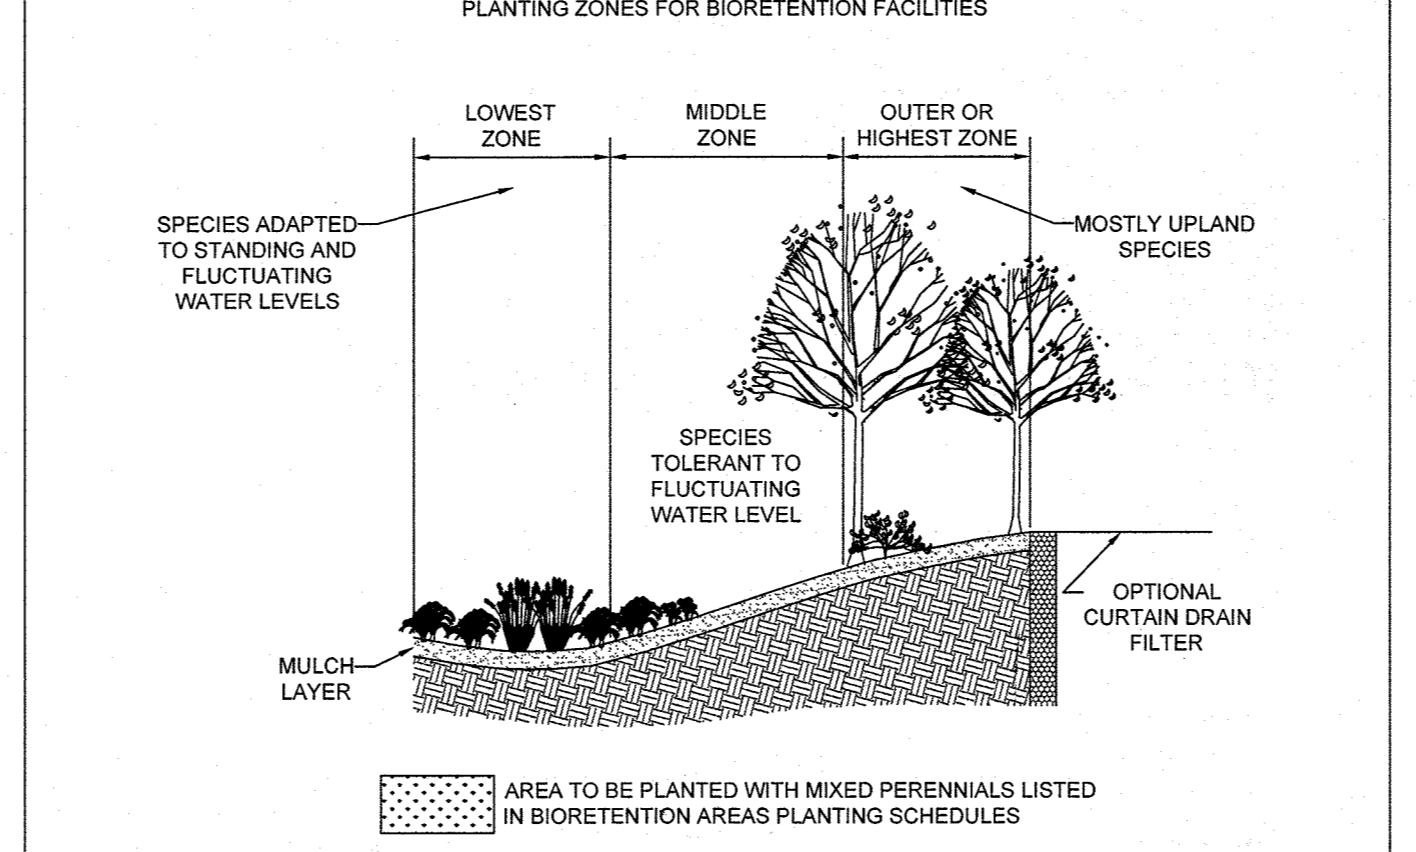 PLANTING ZONES FOR BIORETENTION FACILITIES
LOWEST
ZONE
MIDDLE
ZONE
OUTER OR
HIGHEST ZONE
SPECIES ADAPTED
TO STANDING AND
FLUCTUATING
WATER LEVELS
MOSTLY UPLAND
SPECIES
SPECIES
TOLERANT TO
FLUCTUATING
WATER LEVEL
OPTIONAL
CURTAIN DRAIN
FILTER
MULCH
LAYER
AREA TO BE PLANTED WITH MIXED PERENNIALS LISTED
IN BIORETENTION AREAS PLANTING SCHEDULES